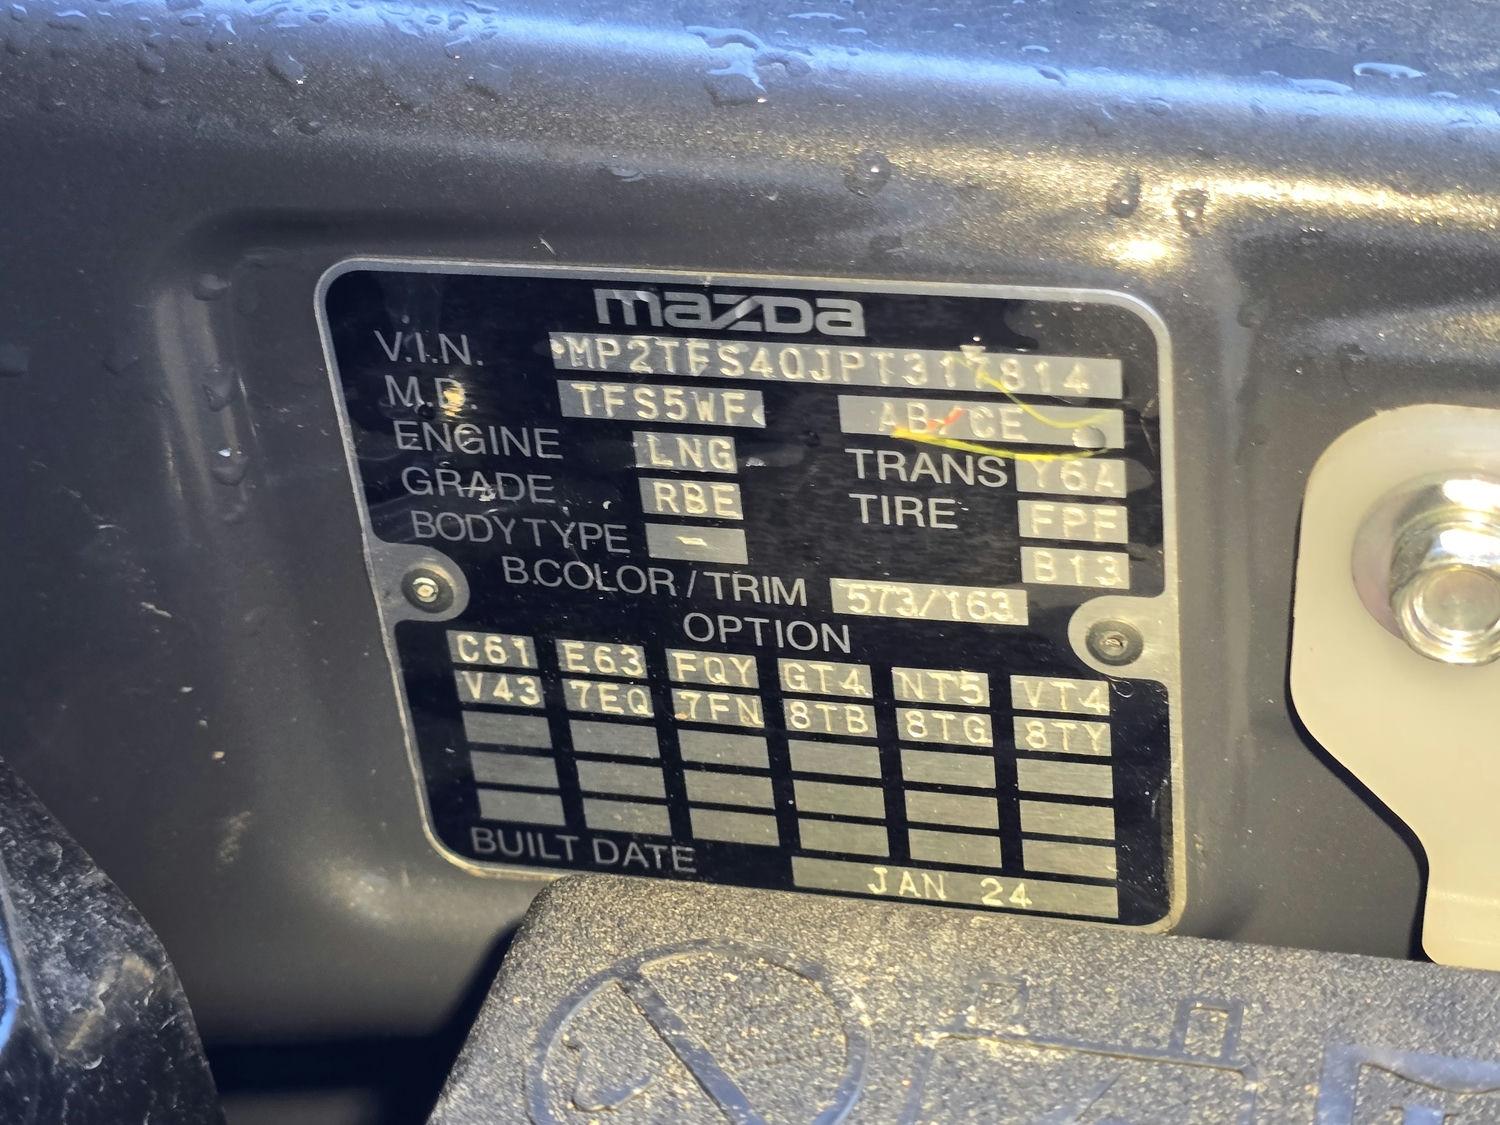 mazda
V.I.N. MP2TFS40JPT317814
M.D. TFS5WF AB/CE
ENGINE LNG TRANS Y6A
GRADE RBE TIRE FPF
BODY TYPE - B13
B.COLOR / TRIM 573/163
OPTION
C61 E63 FQY GT4 NT5 VT4
V43 7EQ 7FN 8TB 8TG 8TY
BUILT DATE JAN 24